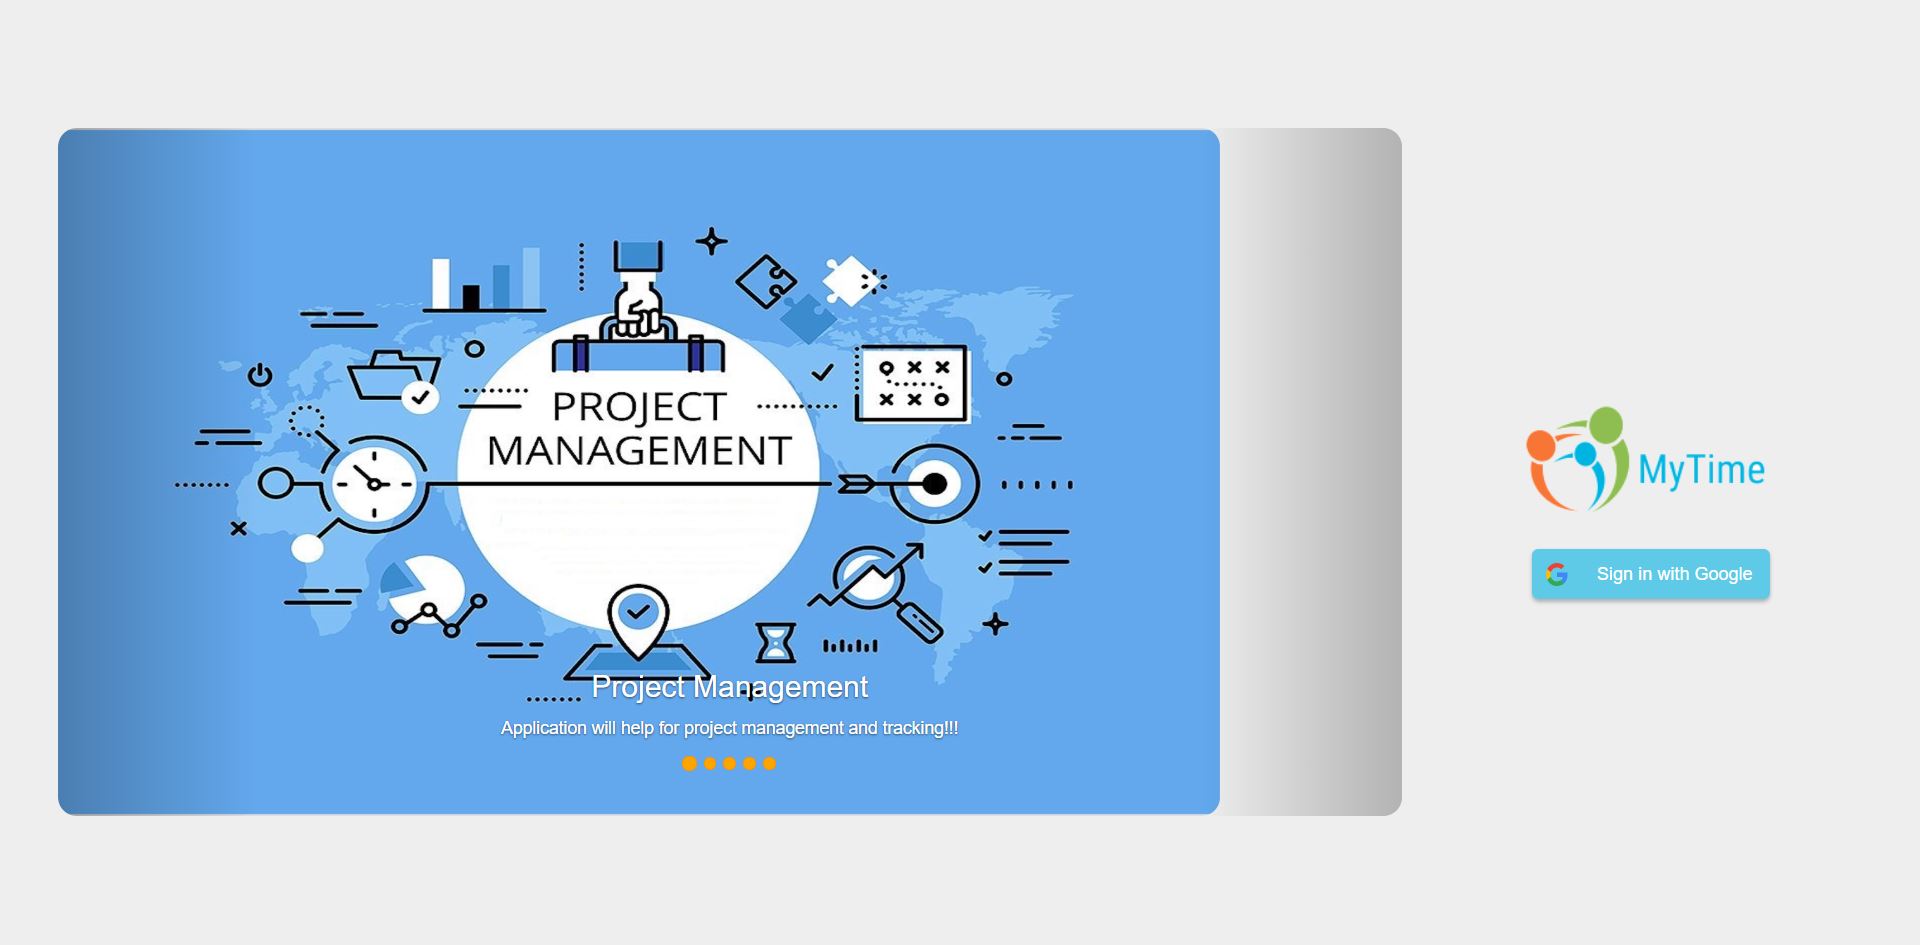 PROJECT
MANAGEMENT
Project Management
Application will help for project management and tracking!!!
MyTime
Sign in with Google